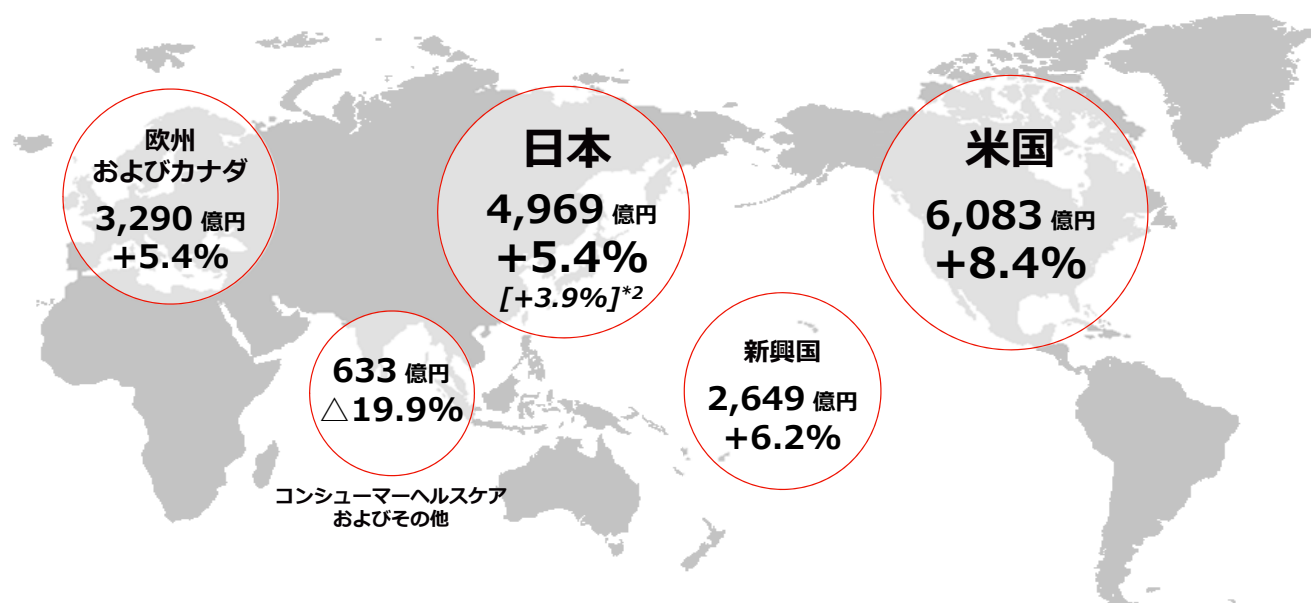 欧州
およびカナダ
3,290 億円
+5.4%
日本
4,969 億円
+5.4%
[+3.9%]*2
米国
6,083 億円
+8.4%
633 億円
△19.9%
コンシューマーヘルスケア
およびその他
新興国
2,649 億円
+6.2%